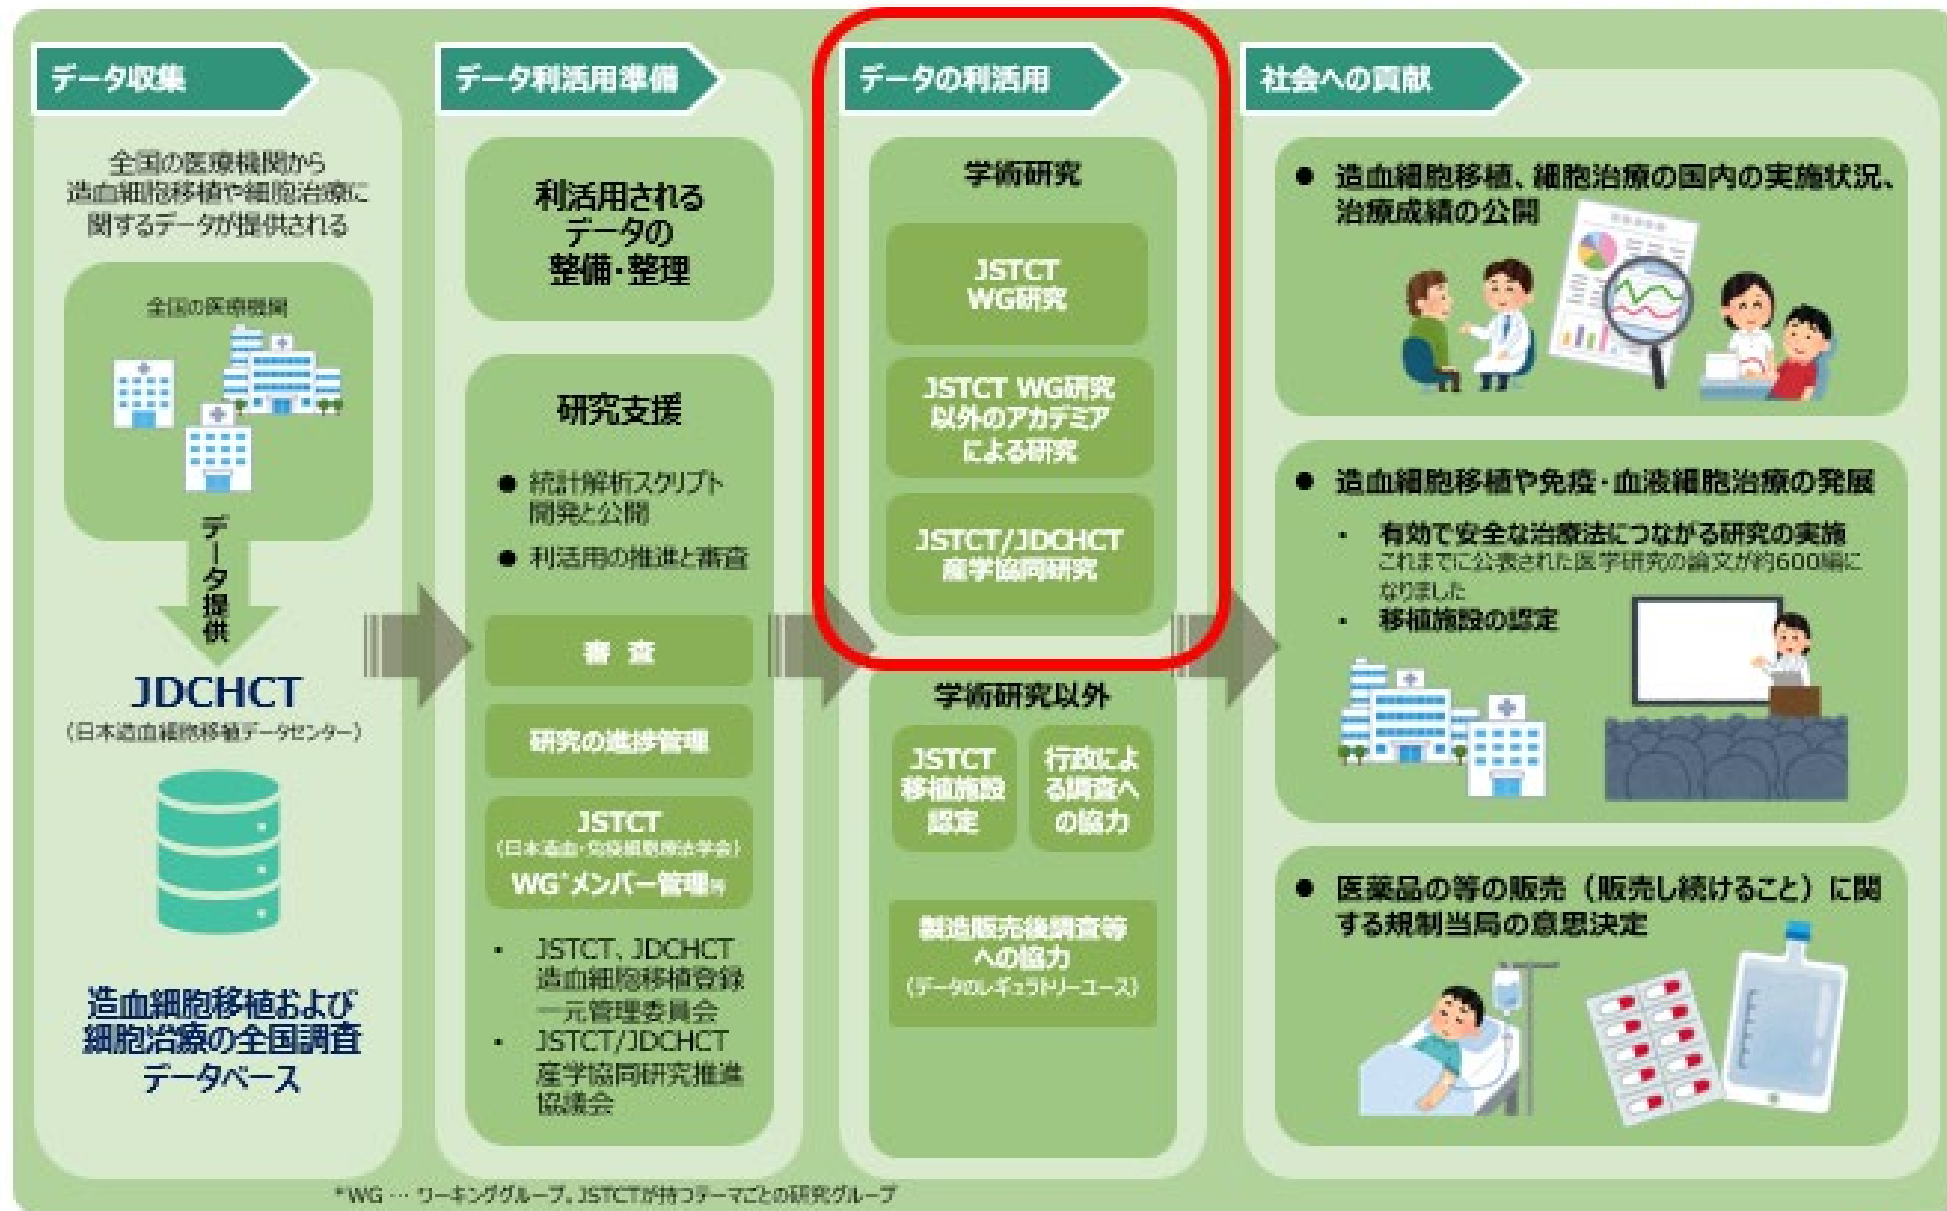 データ収集
全国の医療機関から
造血細胞移植や細胞治療に
関するデータが提供される
全国の医療機関
データ提供
JDCHCT
（日本造血細胞移植データセンター）
造血細胞移植および
細胞治療の全国調査
データベース
データ利活用準備
利活用される
データの
整備・整理
研究支援
● 統計解析スクリプト
開発と公開
● 利活用の推進と審査
審 査
研究の進捗管理
JSTCT
（日本造血・免疫細胞療法学会）
WG*メンバー管理等
・ JSTCT、JDCHCT
造血細胞移植登録
一元管理委員会
・ JSTCT/JDCHCT
産学協同研究推進
協議会
データの利活用
学術研究
JSTCT
WG研究
JSTCT WG研究
以外のアカデミア
による研究
JSTCT/JDCHCT
産学協同研究
学術研究以外
JSTCT
移植施設
認定
行政によ
る調査へ
の協力
製造販売後調査等
への協力
（データのレギュラトリーユース）
社会への貢献
● 造血細胞移植、細胞治療の国内の実施状況、
治療成績の公開
● 造血細胞移植や免疫・血液細胞治療の発展
・ 有効で安全な治療法につながる研究の実施
これまでに公表された医学研究の論文が約600編に
なりました
・ 移植施設の認定
● 医薬品の等の販売（販売し続けること）に関
する規制当局の意思決定
*WG … ワーキンググループ。JSTCTが持つテーマごとの研究グループ